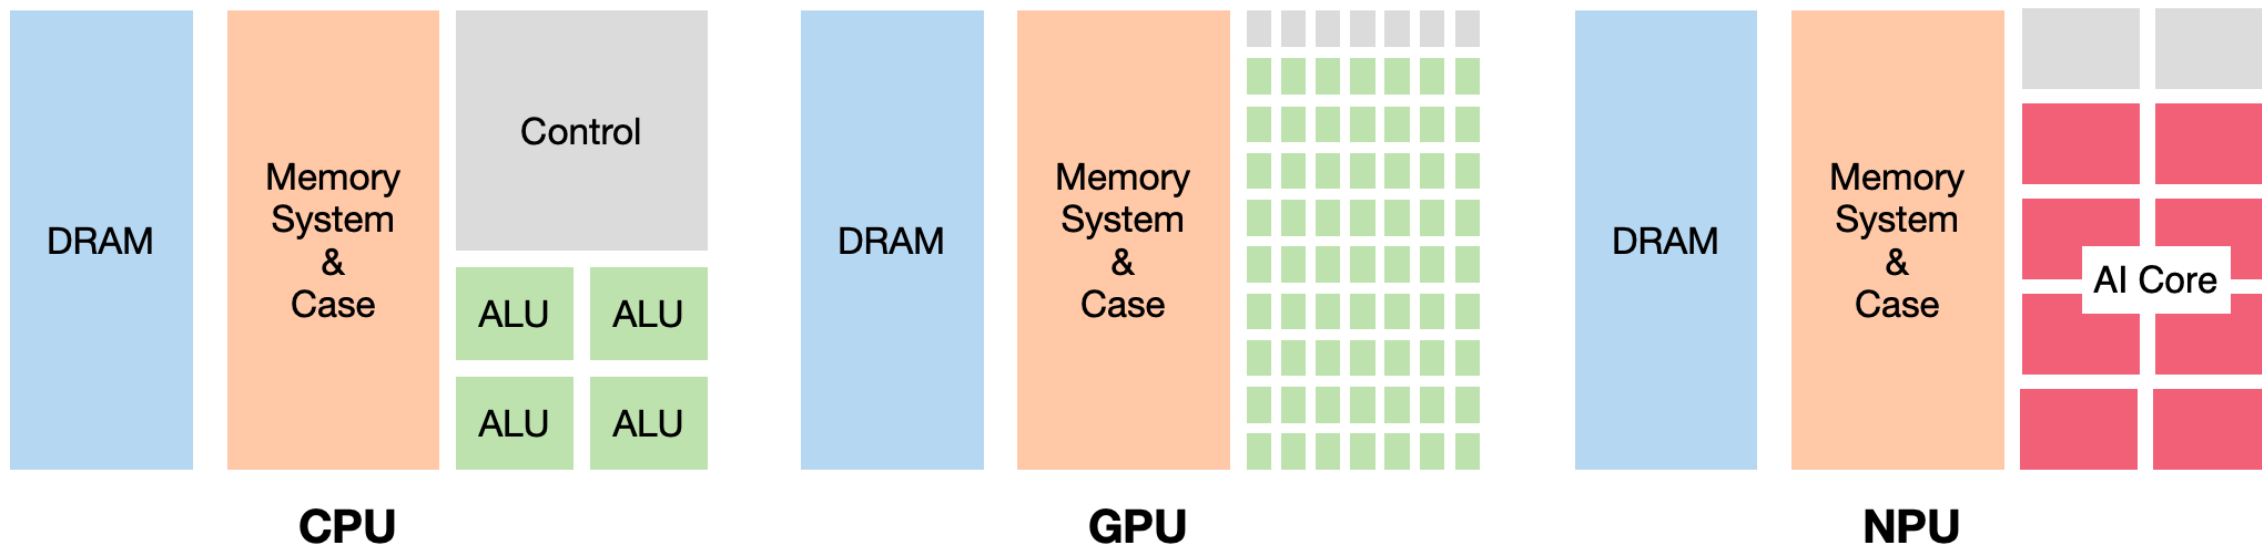 DRAM
Memory
System
&
Case
Control
ALU
ALU
ALU
ALU
CPU
DRAM
Memory
System
&
Case
GPU
DRAM
Memory
System
&
Case
AI Core
NPU